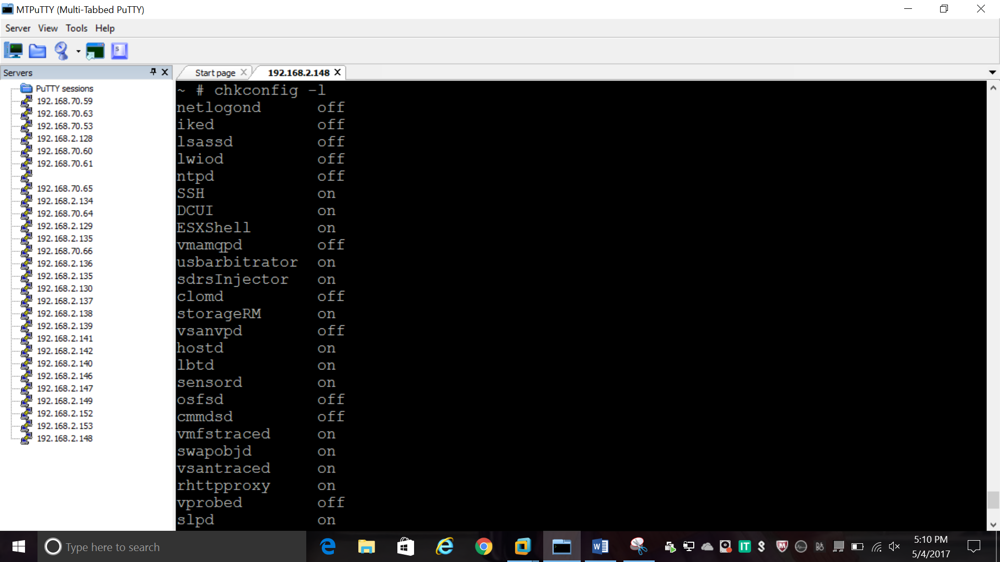 MTPuTTY (Multi-Tabbed PuTTY)
Server View Tools Help
Servers
PuTTY sessions
192.168.70.59
192.168.70.63
192.168.70.53
192.168.2.128
192.168.70.60
192.168.70.61
192.168.70.65
192.168.2.134
192.168.70.64
192.168.2.129
192.168.2.135
192.168.70.66
192.168.2.136
192.168.2.135
192.168.2.130
192.168.2.137
192.168.2.138
192.168.2.139
192.168.2.141
192.168.2.142
192.168.2.140
192.168.2.146
192.168.2.147
192.168.2.149
192.168.2.152
192.168.2.153
192.168.2.148
Start page 192.168.2.148
~ # chkconfig -l
netlogond off
iked off
lsassd off
lwiod off
ntpd off
SSH on
DCUI on
ESXShell on
vmamqpd off
usbarbitrator on
sdrsInjector on
clomd off
storageRM on
vsanvpd off
hostd on
lbtd on
sensord on
osfsd off
cmmdsd off
vmfstraced on
swapobjd on
vsantraced on
rhttpproxy on
vprobed off
slpd on
Type here to search
IT
5:10 PM
5/4/2017